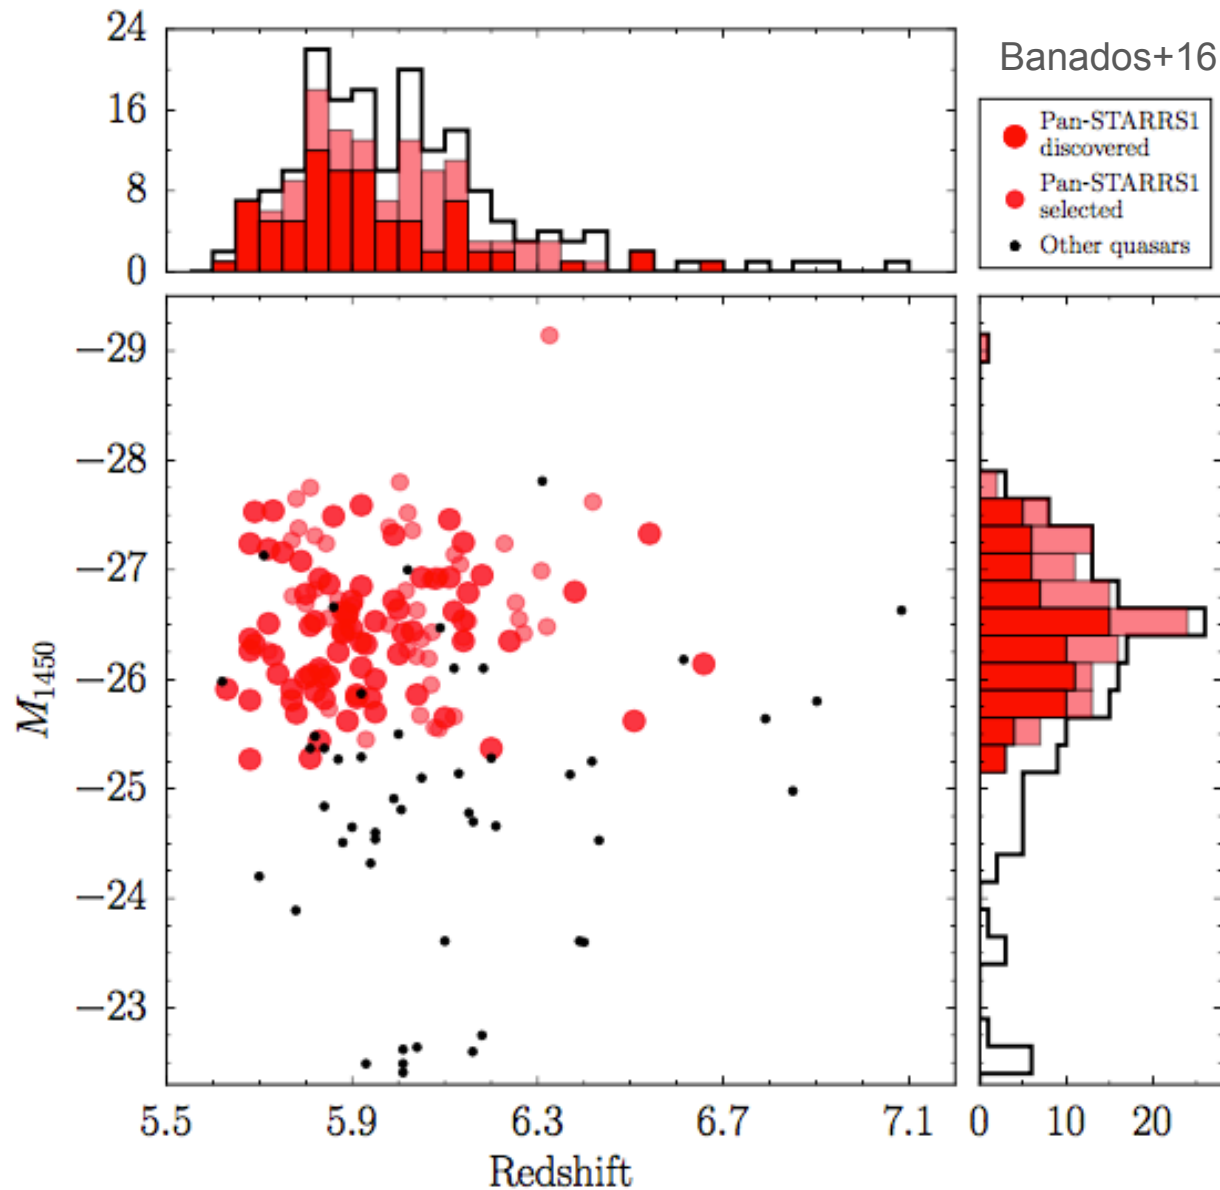 24
16
8
0
Banados+16
Pan-STARRS1
discovered
Pan-STARRS1
selected
Other quasars
−29
−28
−27
−26
−25
−24
−23
M1450
5.5 5.9 6.3 6.7 7.1
Redshift
0 10 20